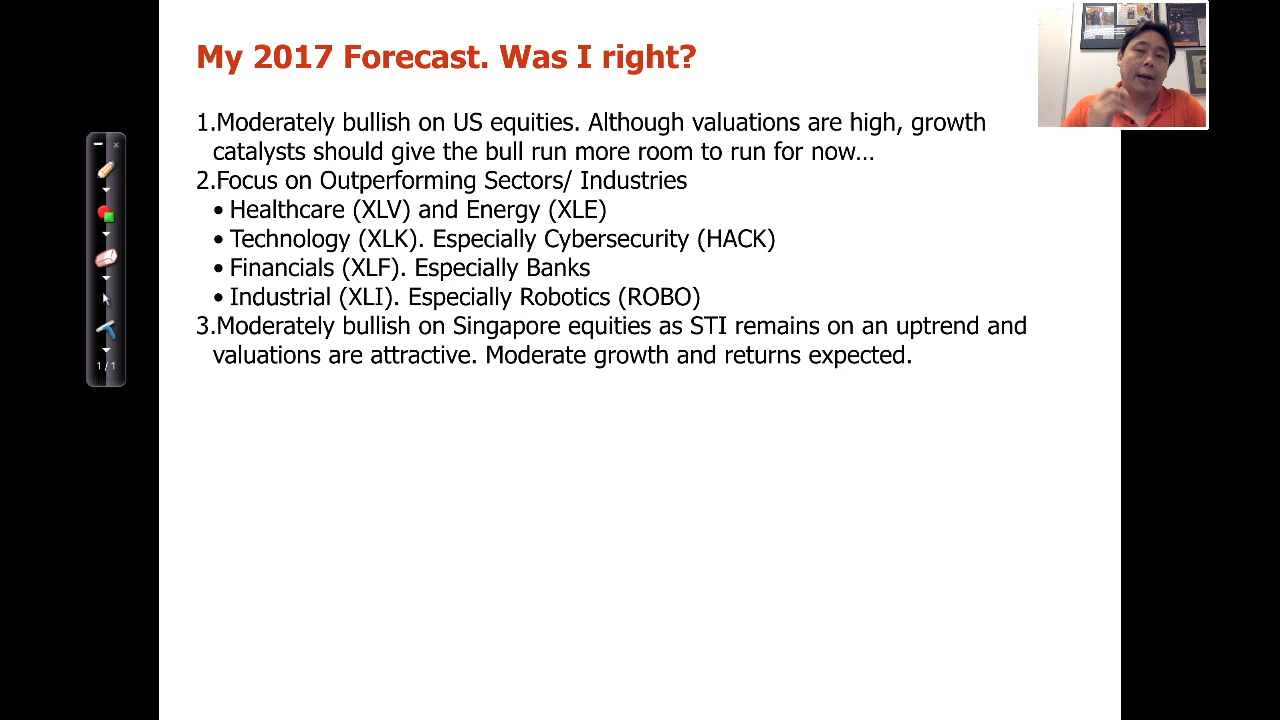 My 2017 Forecast. Was I right?
1.Moderately bullish on US equities. Although valuations are high, growth
catalysts should give the bull run more room to run for now...
2.Focus on Outperforming Sectors/ Industries
• Healthcare (XLV) and Energy (XLE)
• Technology (XLK). Especially Cybersecurity (HACK)
• Financials (XLF). Especially Banks
• Industrial (XLI). Especially Robotics (ROBO)
3.Moderately bullish on Singapore equities as STI remains on an uptrend and
valuations are attractive. Moderate growth and returns expected.
1 / 1